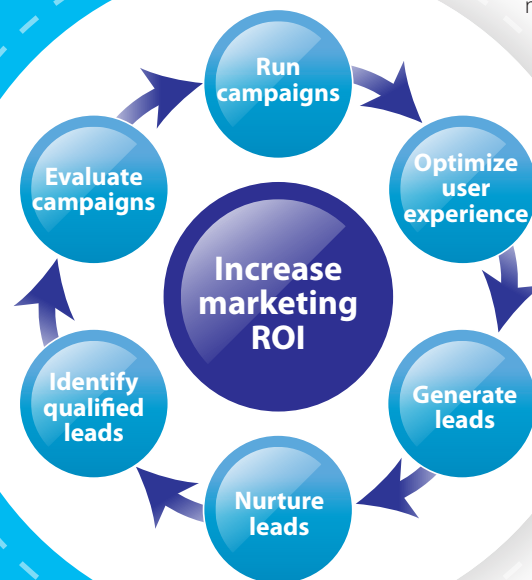 Run
campaigns
Optimize
user
experience
Generate
leads
Nurture
leads
Identify
qualified
leads
Evaluate
campaigns
Increase
marketing
ROI